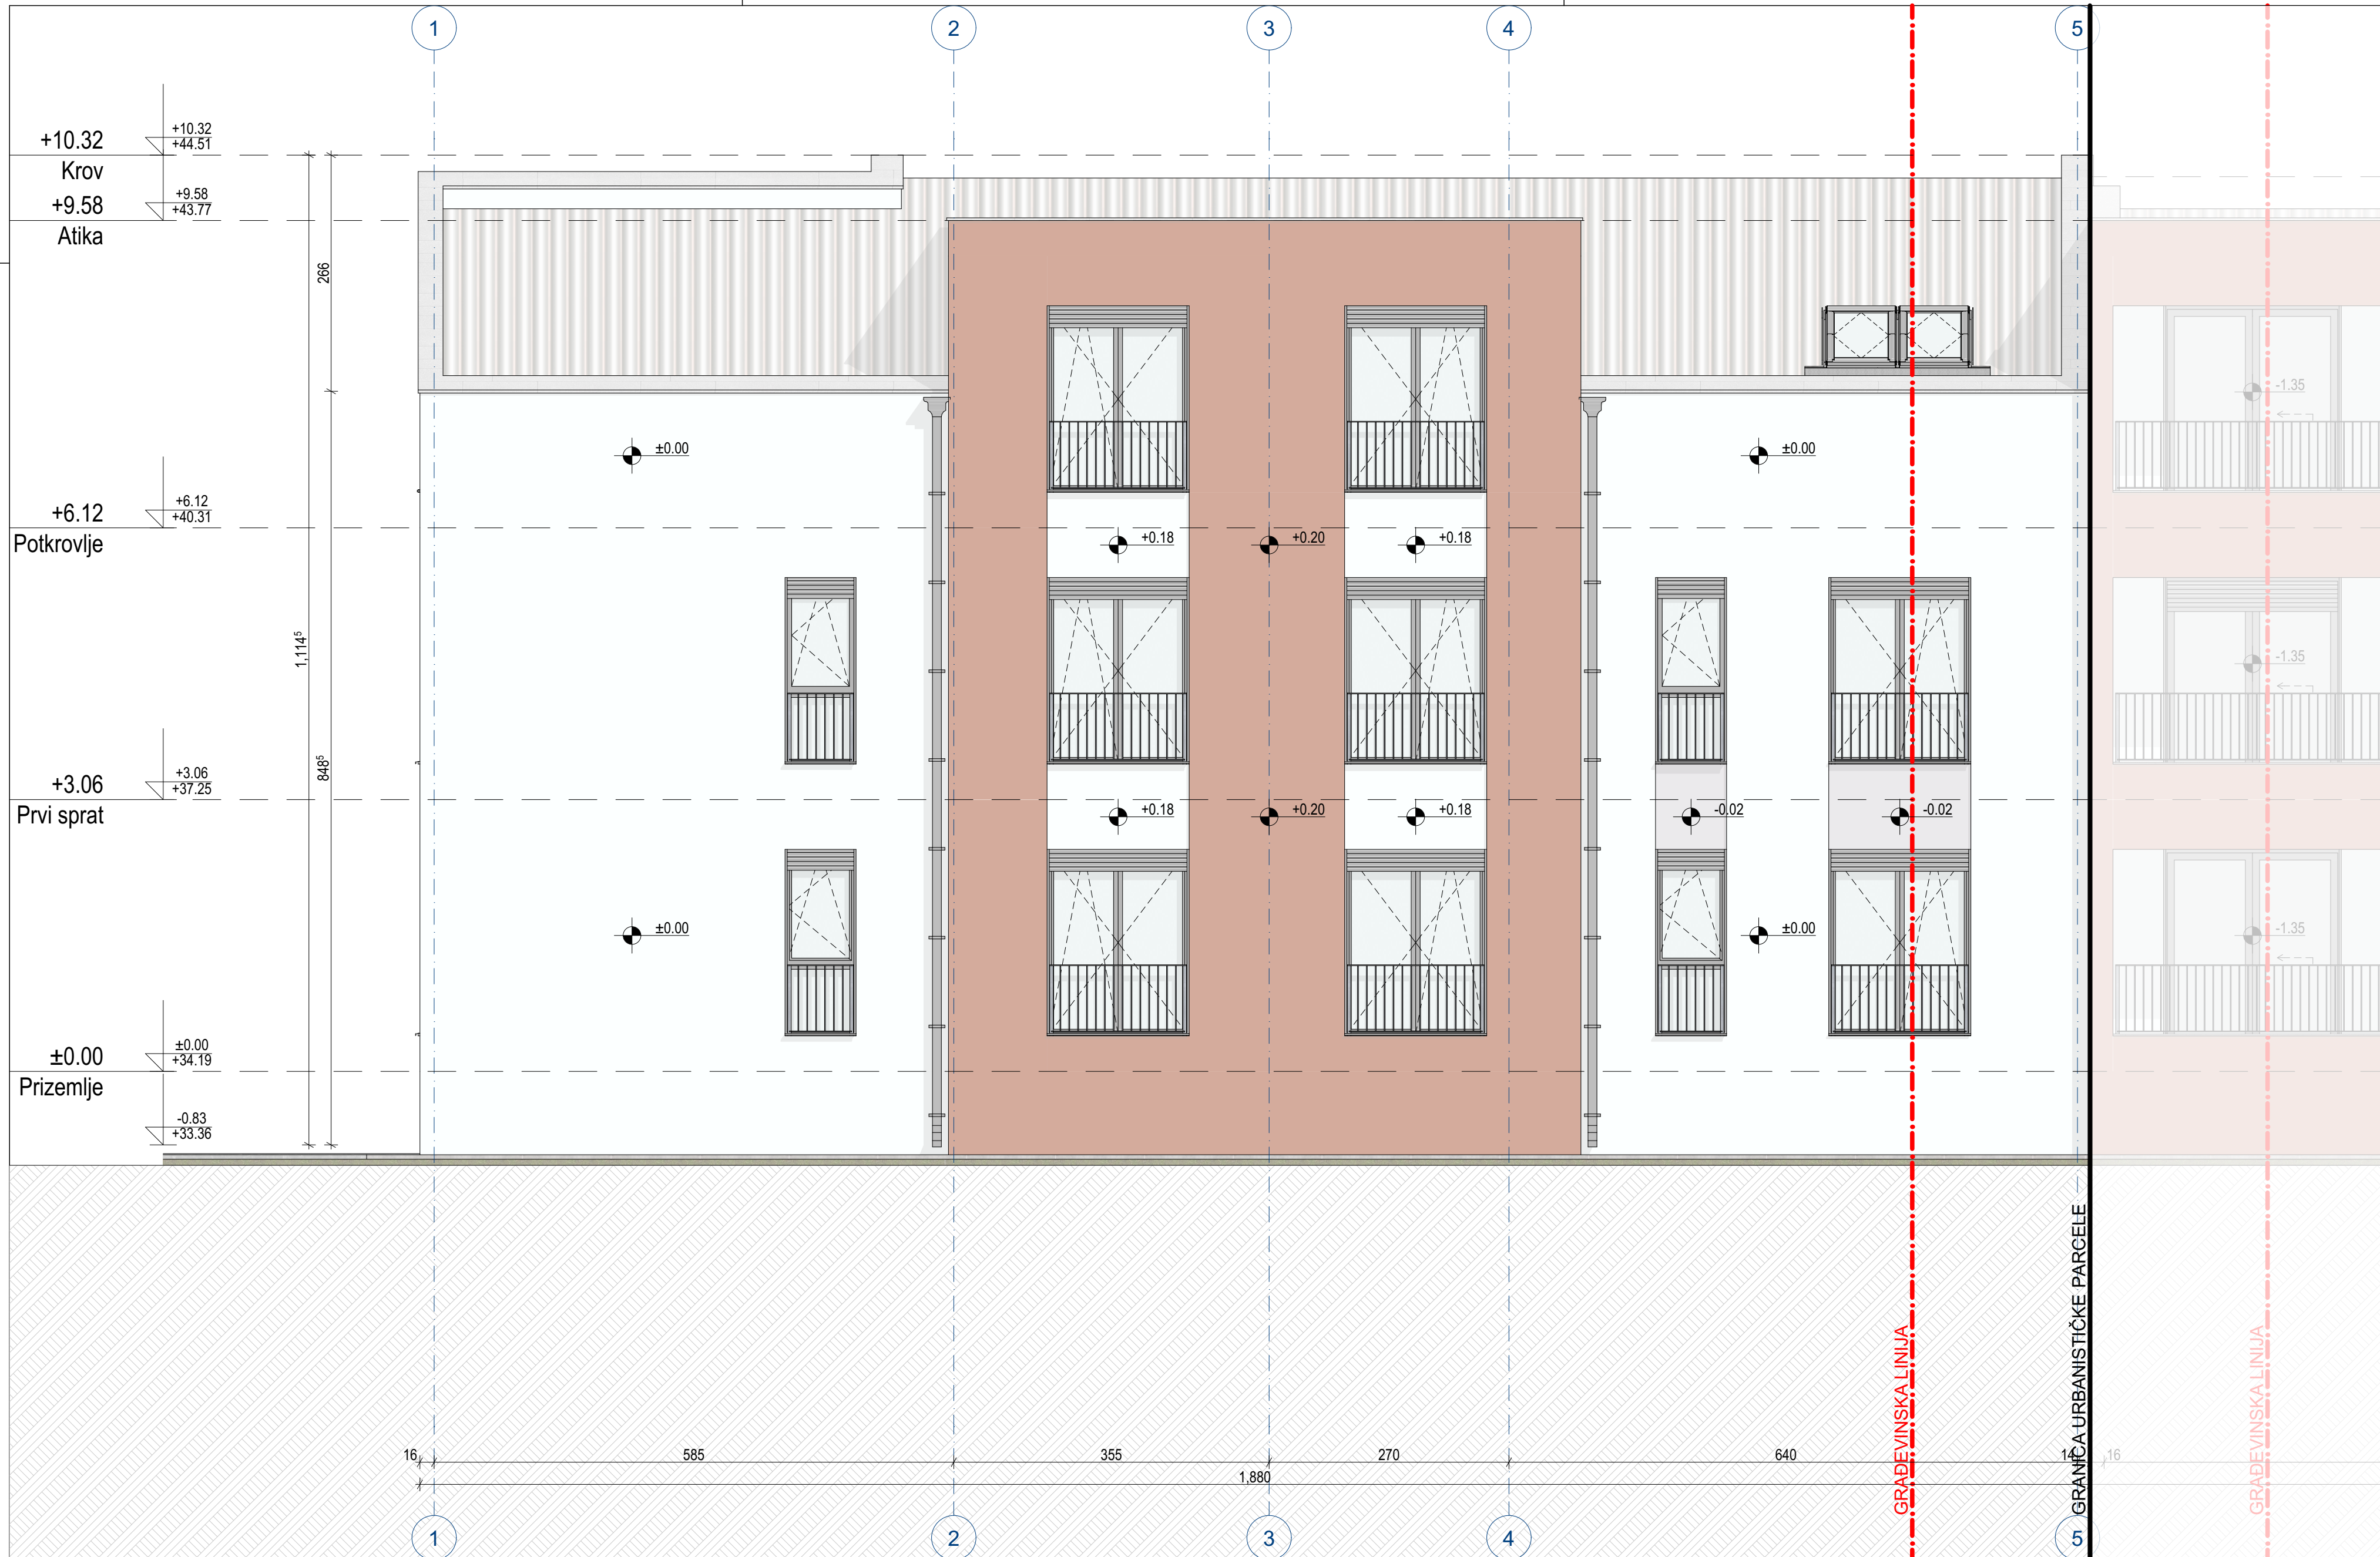 1 2 3 4 5
+10.32
Krov
+10.32
+44.51
+9.58
Atika
+9.58
+43.77
266
-1.35
±0.00 ±0.00
+6.12
Potkrovlje
+6.12
+40.31
+0.18 +0.20 +0.18
1,114⁵
-1.35
848⁵
+3.06
Prvi sprat
+3.06
+37.25
+0.18 +0.20 +0.18 -0.02 -0.02
±0.00 ±0.00 -1.35
±0.00
Prizemlje
±0.00
+34.19
-0.83
+33.36
GRAĐEVINSKA LINIJA
GRANICA URBANISTIČKE PARCELE
GRAĐEVINSKA LINIJA
16 585 355 270 640 14 16
1,880
1 2 3 4 5